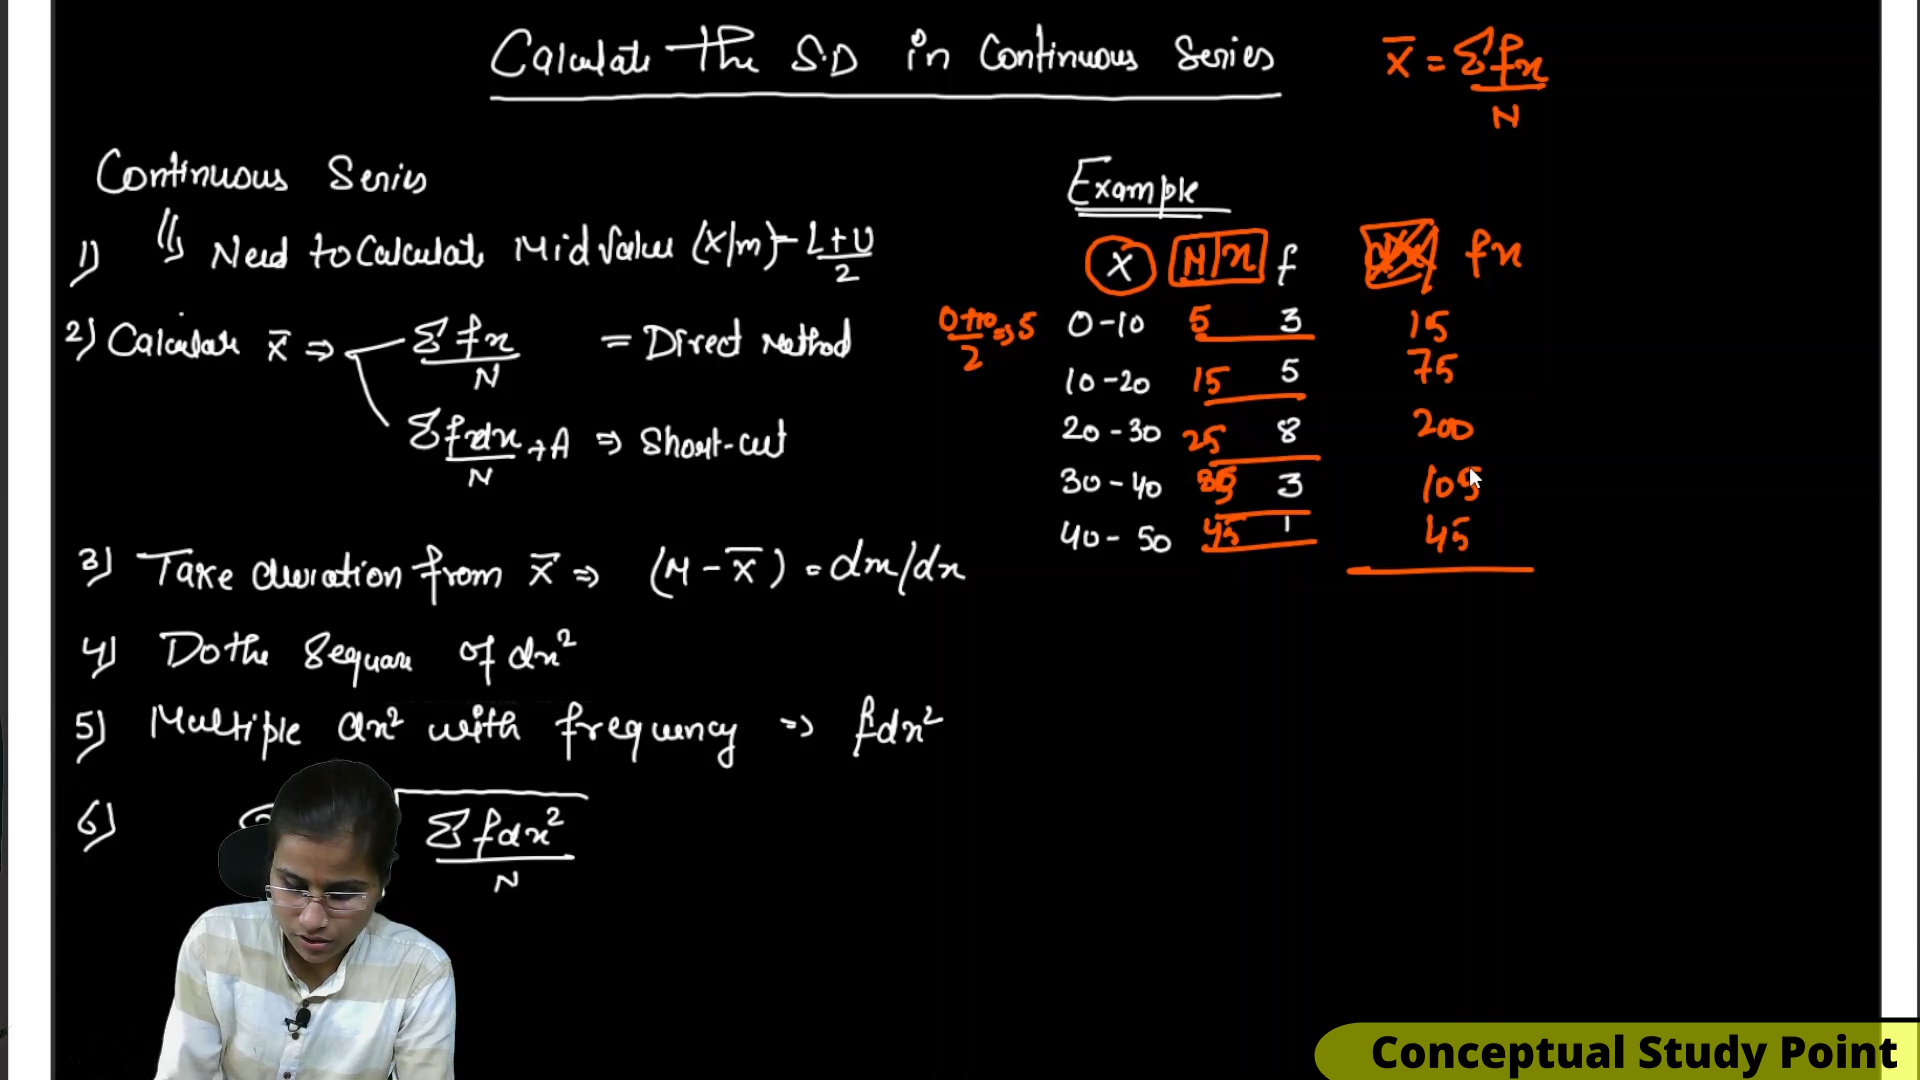 Calculate The S.D in Continuous Series
X̄ = Σfx
N
Continuous Series
1) Need to Calculate Mid Value (X/m) - L+U
2
2) Calculate X̄ ⇒ Σfx = Direct Method
N
Σfdx + A ⇒ Short-cut
N
3) Take from X̄ ⇒ (M - X̄) = dm/dx
4) Do the Sequare of dx²
5) Multiple dx² with frequency ⇒ fdx²
6) Σfdx²
N
Example
X M/x f fx
0+10 ⇒ 5
2
0-10 5 3 15
10-20 15 5 75
20-30 25 8 200
30-40 35 3 105
40-50 45 1 45
Conceptual Study Point